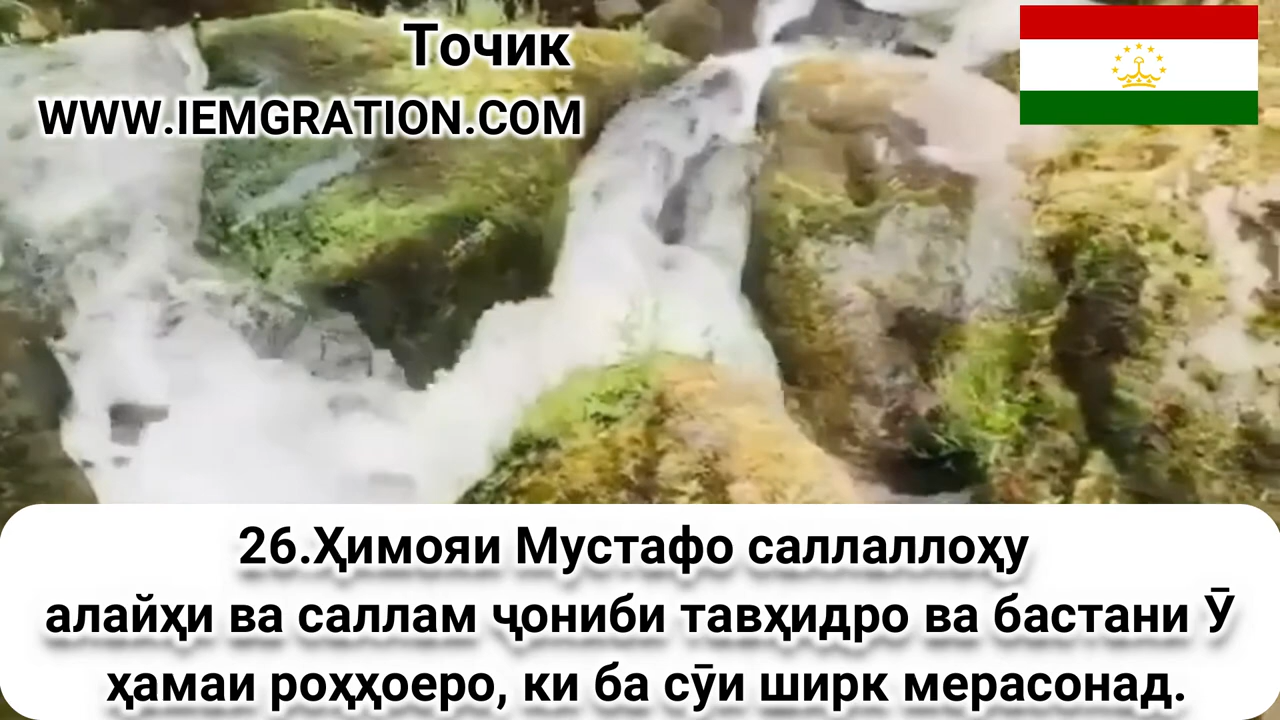 Точик
WWW.IEMGRATION.COM
26.Ҳимояи Мустафо саллаллоҳу
алайҳи ва саллам ҷониби тавҳидро ва бастани Ӯ
ҳамаи роҳҳоеро, ки ба сӯи ширк мерасонад.